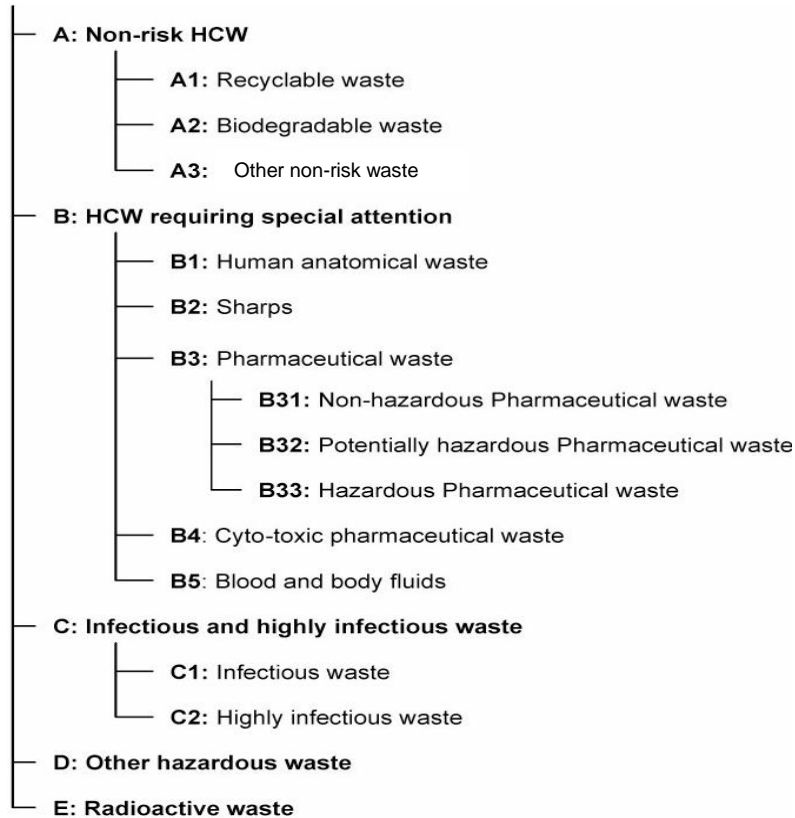 A: Non-risk HCW
A1: Recyclable waste
A2: Biodegradable waste
A3: Other non-risk waste
B: HCW requiring special attention
B1: Human anatomical waste
B2: Sharps
B3: Pharmaceutical waste
B31: Non-hazardous Pharmaceutical waste
B32: Potentially hazardous Pharmaceutical waste
B33: Hazardous Pharmaceutical waste
B4: Cyto-toxic pharmaceutical waste
B5: Blood and body fluids
C: Infectious and highly infectious waste
C1: Infectious waste
C2: Highly infectious waste
D: Other hazardous waste
E: Radioactive waste